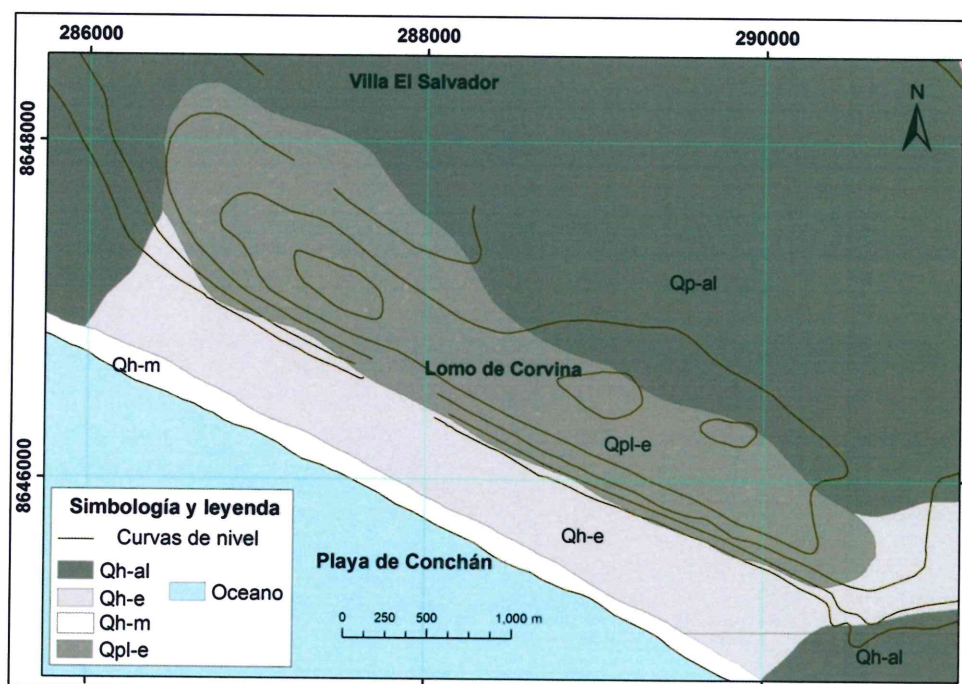 286000
288000
290000
Villa El Salvador
N
8648000
Qp-al
Qh-m
Lomo de Corvina
Qpl-e
8646000
Simbología y leyenda
Curvas de nivel
Qh-al
Qh-e
Oceano
Qh-m
Qpl-e
Qh-e
Playa de Conchán
0 250 500 1,000 m
Qh-al